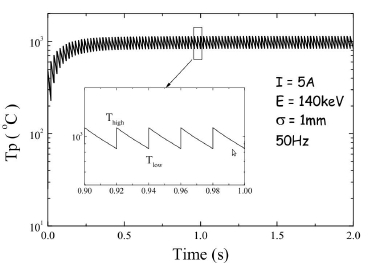 Tp (°C)
10³
10²
10¹
0.0 0.5 1.0 1.5 2.0
Time (s)
I = 5A
E = 140keV
σ = 1mm
50Hz
T_high
T_low
10³
0.90 0.92 0.94 0.96 0.98 1.00